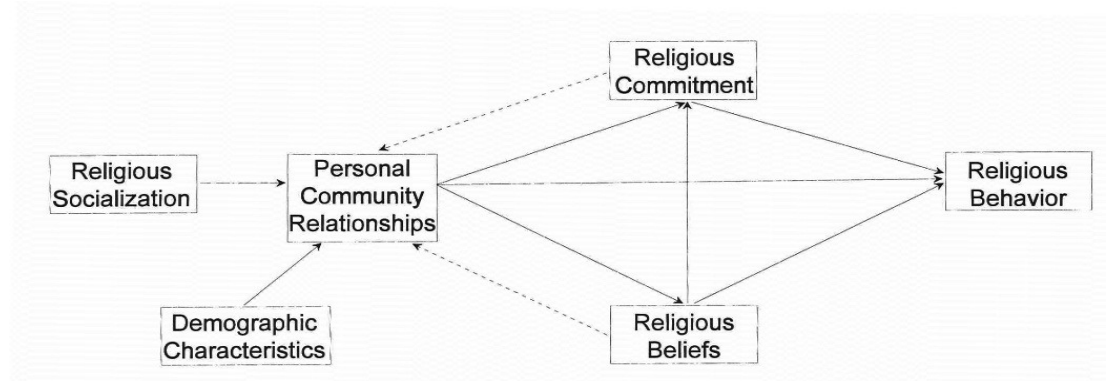 Religious
Commitment
Religious
Socialization
Personal
Community
Relationships
Religious
Behavior
Demographic
Characteristics
Religious
Beliefs